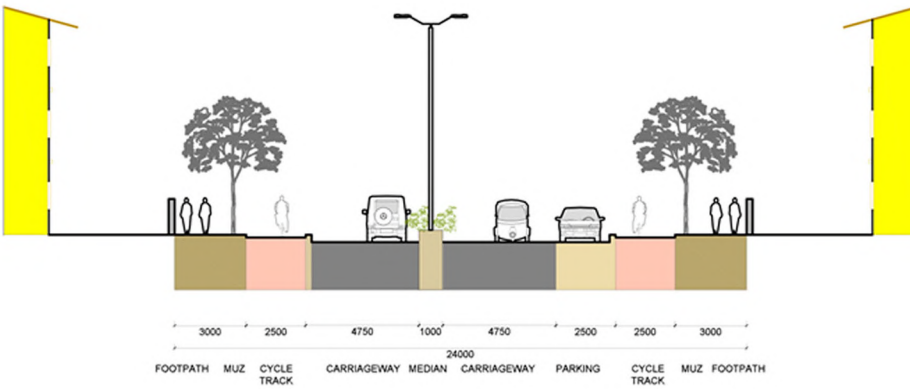 3000 2500 4750 1000 4750 2500 2500 3000
24000
FOOTPATH MUZ CYCLE TRACK CARRIAGEWAY MEDIAN CARRIAGEWAY PARKING CYCLE TRACK MUZ FOOTPATH